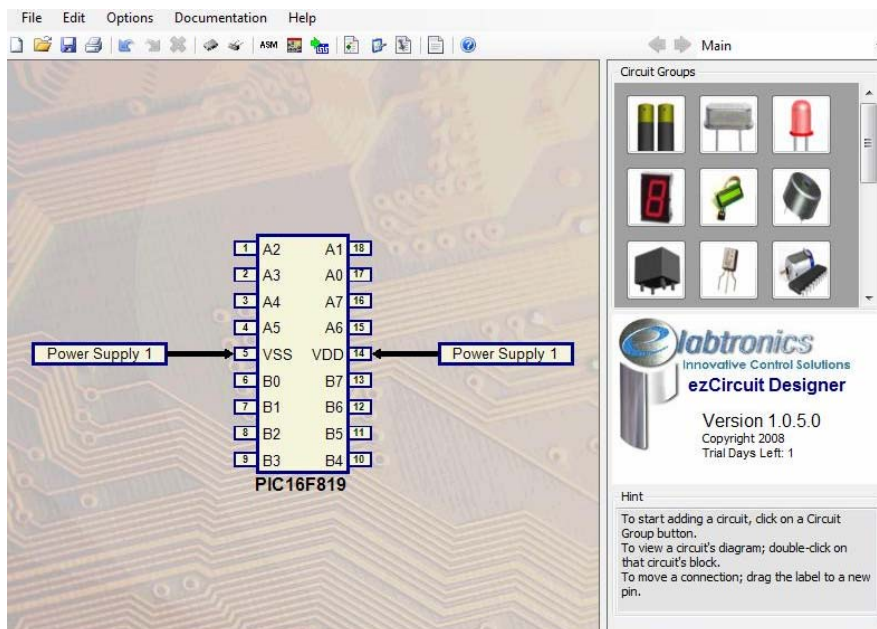 File Edit Options Documentation Help
ASM
Main
Circuit Groups
1 A2 A1 18
2 A3 A0 17
3 A4 A7 16
4 A5 A6 15
Power Supply 1 5 VSS VDD 14 Power Supply 1
6 B0 B7 13
7 B1 B6 12
8 B2 B5 11
9 B3 B4 10
PIC16F819
elabtronics
Innovative Control Solutions
ezCircuit Designer
Version 1.0.5.0
Copyright 2008
Trial Days Left: 1
Hint
To start adding a circuit, click on a Circuit
Group button.
To view a circuit's diagram; double-click on
that circuit's block.
To move a connection; drag the label to a new
pin.